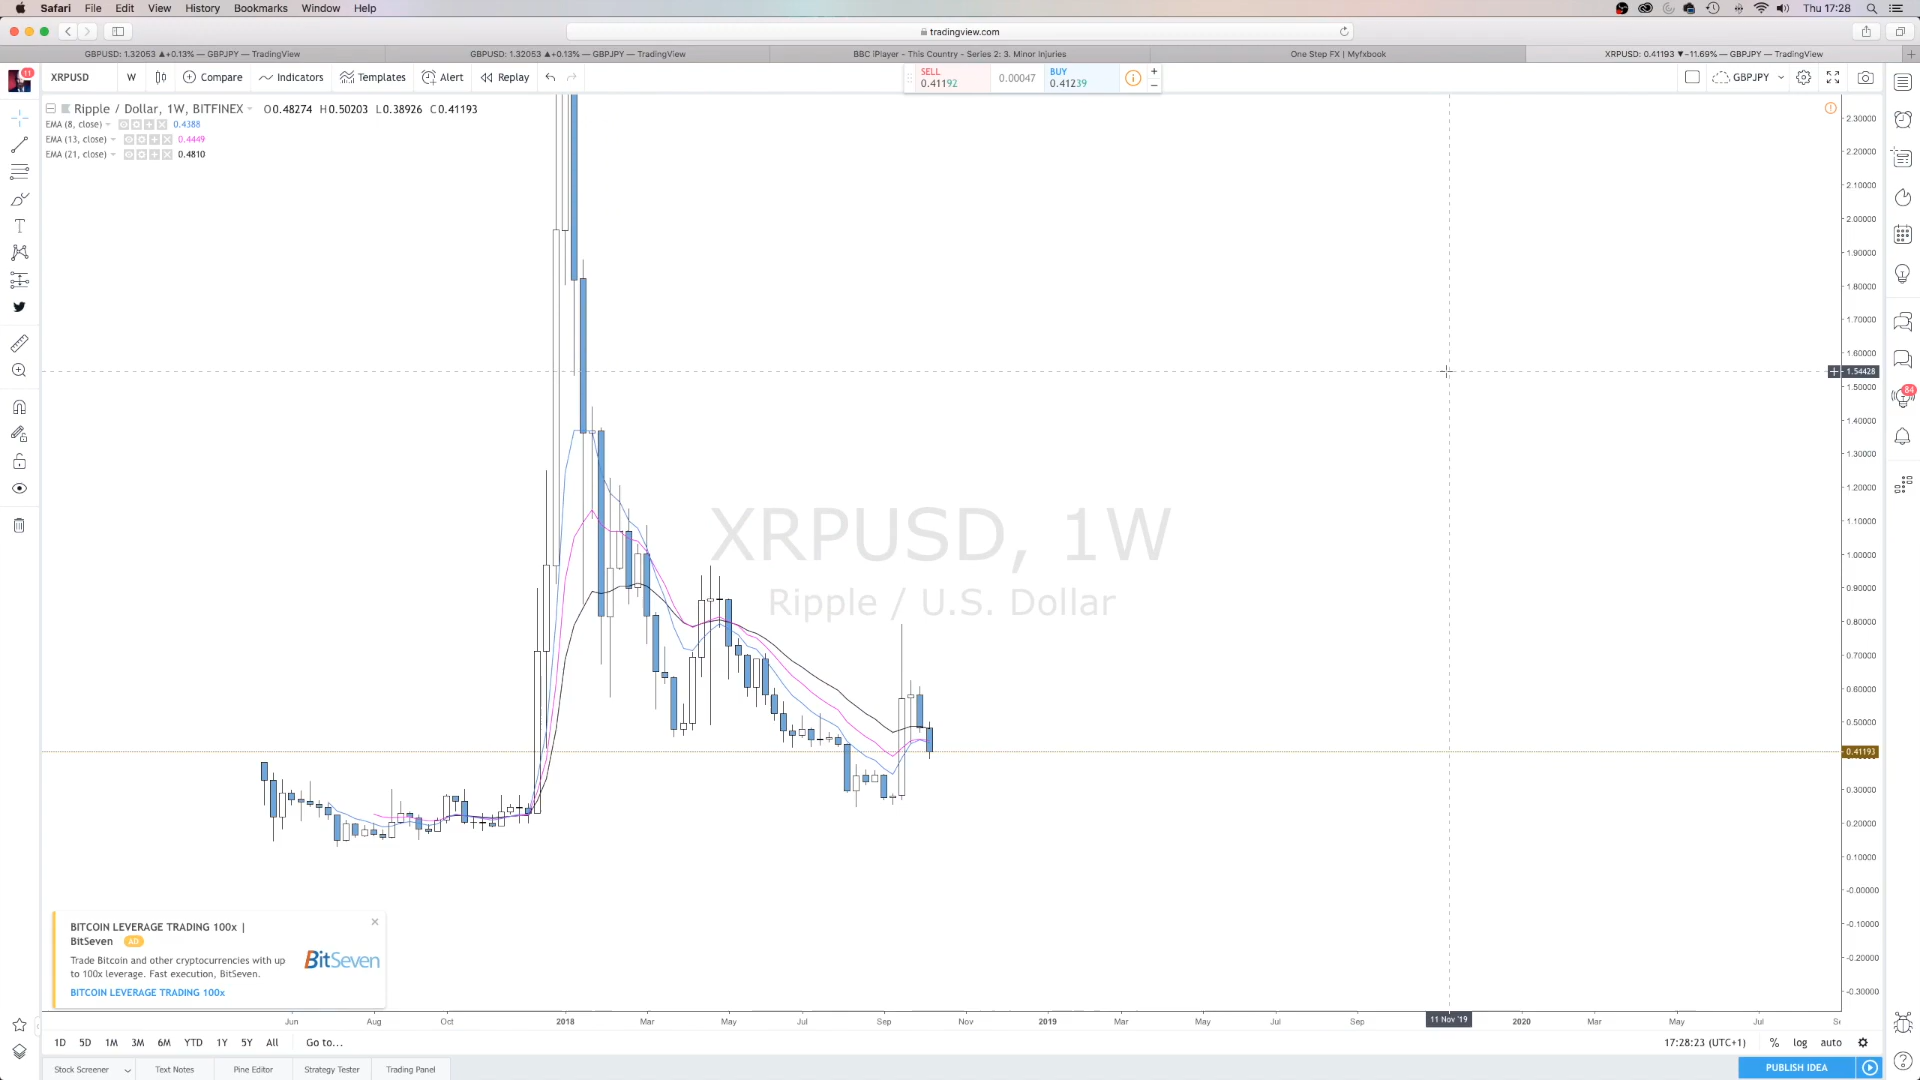 Safari File Edit View History Bookmarks Window Help
Thu 17:28
tradingview.com
GBPUSD: 1.32053 ▲+0.13% — GBPJPY — TradingView
GBPUSD: 1.32053 ▲+0.13% — GBPJPY — TradingView
BBC iPlayer - This Country - Series 2: 3. Minor Injuries
One Step FX | Myfxbook
XRPUSD: 0.41193 ▼−11.69% — GBPJPY — TradingView
11
XRPUSD W Compare Indicators Templates Alert Replay
SELL
0.41192
0.00047
BUY
0.41239
GBPJPY
Ripple / Dollar, 1W, BITFINEX O0.48274 H0.50203 L0.38926 C0.41193
EMA (8, close) 0.4388
EMA (13, close) 0.4449
EMA (21, close) 0.4810
2.30000
2.20000
2.10000
2.00000
1.90000
1.80000
1.70000
1.60000
1.54428
1.50000
1.40000
1.30000
1.20000
1.10000
1.00000
0.90000
0.80000
0.70000
0.60000
0.50000
0.41193
0.30000
0.20000
0.10000
-0.00000
-0.10000
-0.20000
-0.30000
84
XRPUSD, 1W
Ripple / U.S. Dollar
BITCOIN LEVERAGE TRADING 100x |
BitSeven AD
Trade Bitcoin and other cryptocurrencies with up
to 100x leverage. Fast execution, BitSeven.
BITCOIN LEVERAGE TRADING 100x
BitSeven
Jun Aug Oct 2018 Mar May Jul Sep Nov 2019 Mar May Jul Sep 11 Nov '19 2020 Mar May Jul Se
1D 5D 1M 3M 6M YTD 1Y 5Y All Go to...
17:28:23 (UTC+1) % log auto
Stock Screener Text Notes Pine Editor Strategy Tester Trading Panel
PUBLISH IDEA